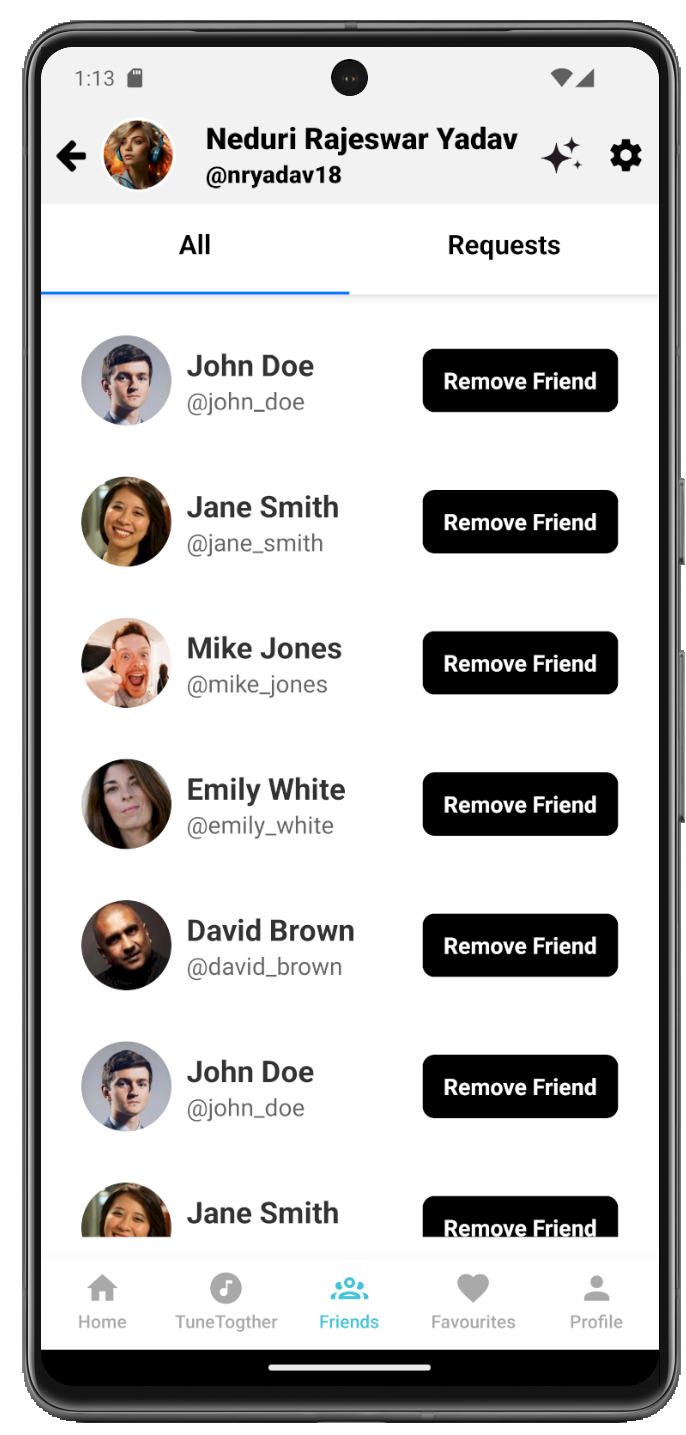 1:13
Neduri Rajeswar Yadav
@nryadav18
All
Requests
John Doe
@john_doe
Remove Friend
Jane Smith
@jane_smith
Remove Friend
Mike Jones
@mike_jones
Remove Friend
Emily White
@emily_white
Remove Friend
David Brown
@david_brown
Remove Friend
John Doe
@john_doe
Remove Friend
Jane Smith
Remove Friend
Home
TuneTogther
Friends
Favourites
Profile